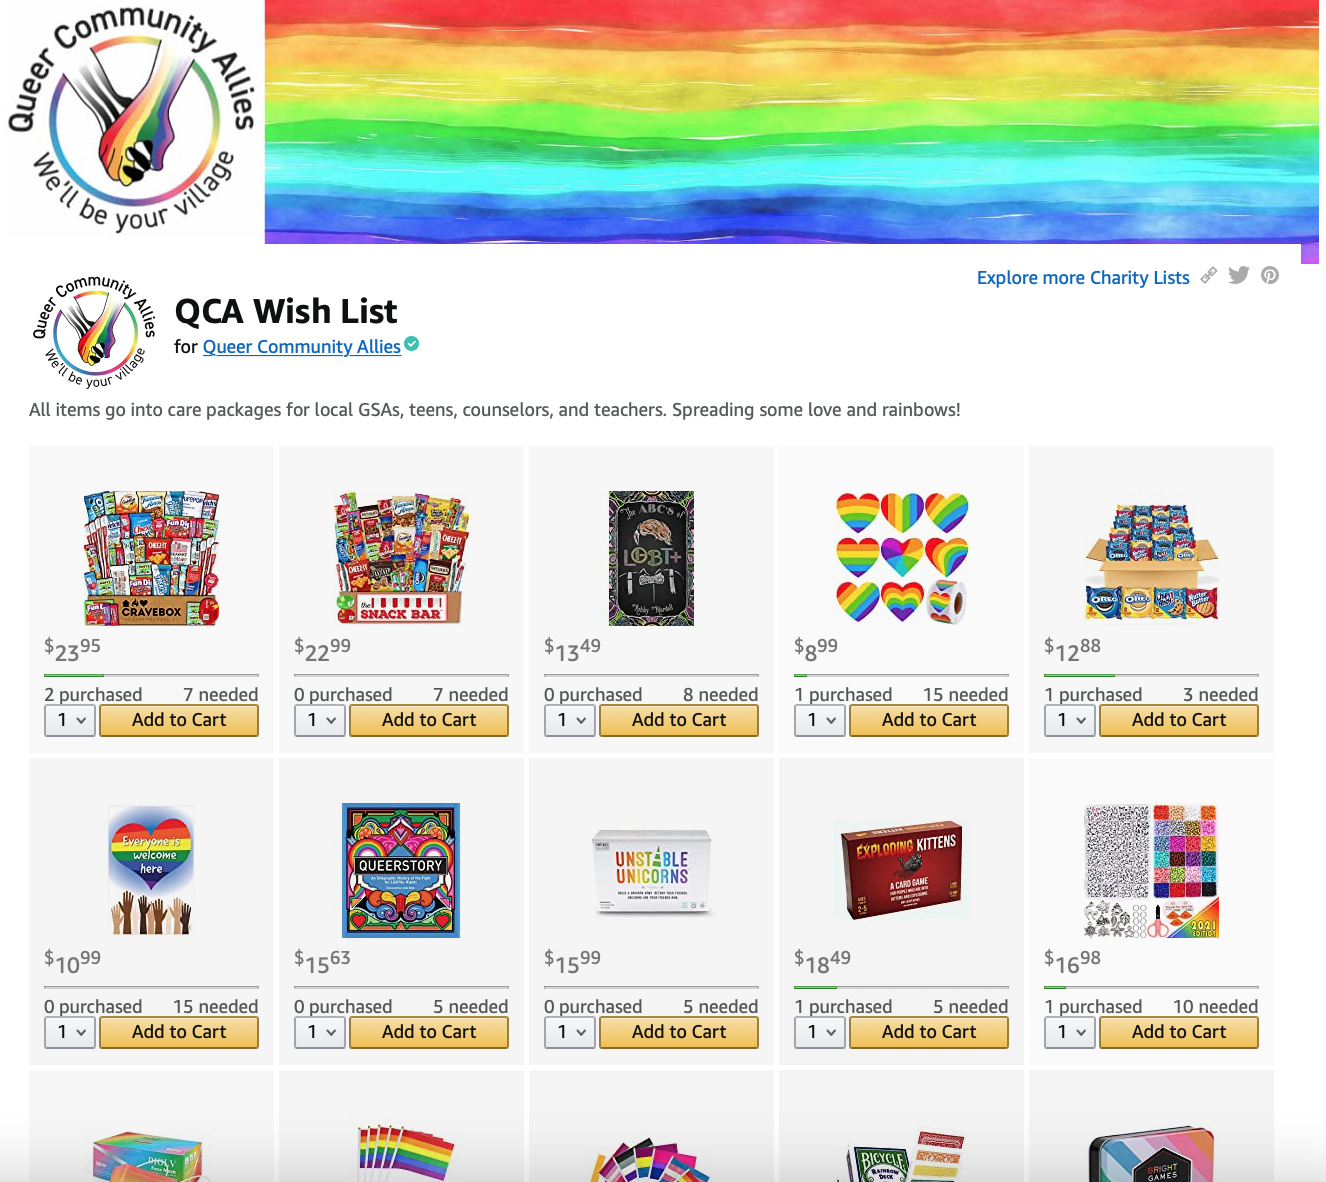 Queer Community Allies
We'll be your village
Explore more Charity Lists
Queer Community Allies
We'll be your village
QCA Wish List
for Queer Community Allies
All items go into care packages for local GSAs, teens, counselors, and teachers. Spreading some love and rainbows!
CRAVEBOX
the SNACK BAR
The ABC's of
LGBT+
OREO OREO Nutter Butter
$23.95 $22.99 $13.49 $8.99 $12.88
2 purchased 7 needed 0 purchased 7 needed 0 purchased 8 needed 1 purchased 15 needed 1 purchased 3 needed
1 Add to Cart 1 Add to Cart 1 Add to Cart 1 Add to Cart 1 Add to Cart
Everyone is
welcome
here
QUEERSTORY
UNSTABLE
UNICORNS
EXPLODING KITTENS
A CARD GAME
2021
EDITION
$10.99 $15.63 $15.99 $18.49 $16.98
0 purchased 15 needed 0 purchased 5 needed 0 purchased 5 needed 1 purchased 5 needed 1 purchased 10 needed
1 Add to Cart 1 Add to Cart 1 Add to Cart 1 Add to Cart 1 Add to Cart
BICYCLE
RAINBOW
DECK
BRIGHT
GAMES